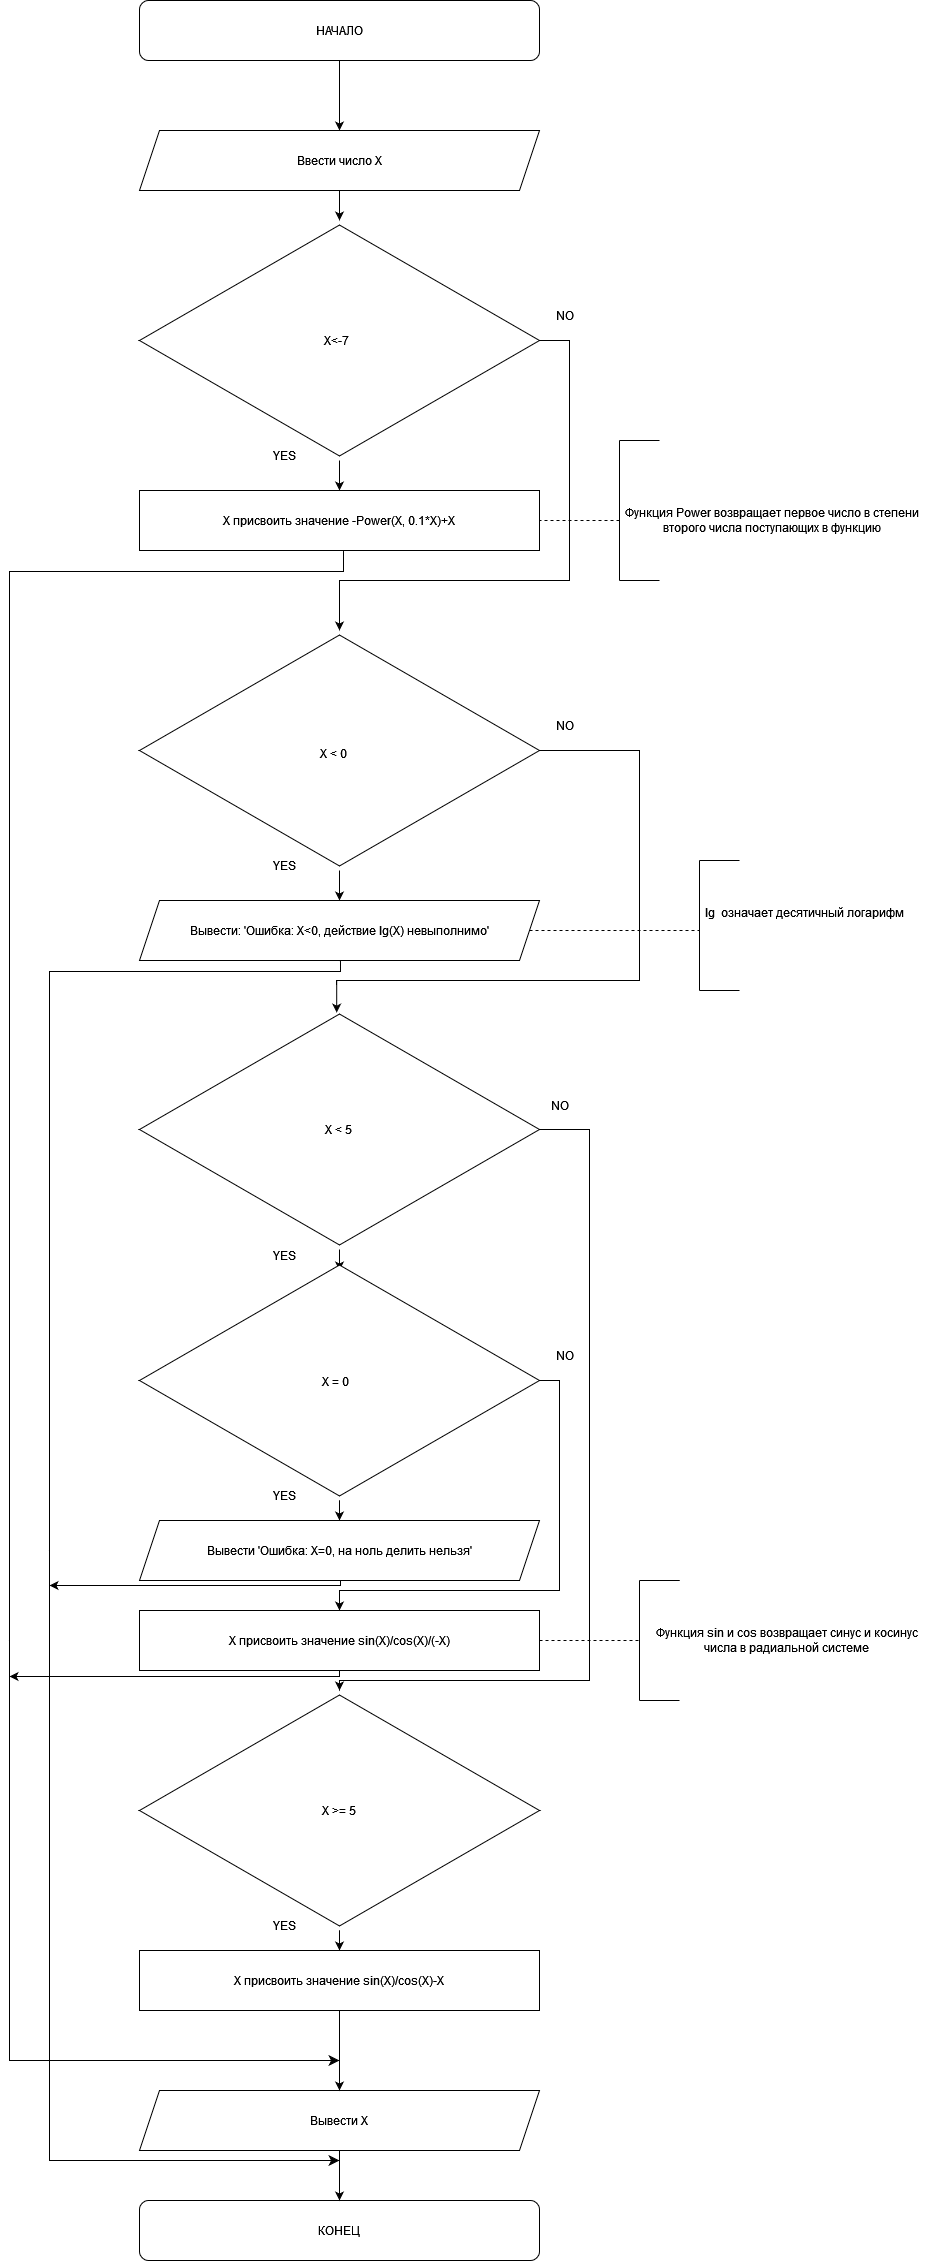 НАЧАЛО
Ввести число X
X<-7
NO
YES
X присвоить значение -Power(X, 0.1*X)+X
Функция Power возвращает первое число в степени
второго числа поступающих в функцию
X < 0
NO
YES
Вывести: 'Ошибка: X<0, действие lg(X) невыполнимо'
lg означает десятичный логарифм
X < 5
NO
YES
X = 0
NO
YES
Вывести 'Ошибка: X=0, на ноль делить нельзя'
X присвоить значение sin(X)/cos(X)/(-X)
Функция sin и cos возвращает синус и косинус
числа в радиальной системе
X >= 5
YES
X присвоить значение sin(X)/cos(X)-X
Вывести X
КОНЕЦ